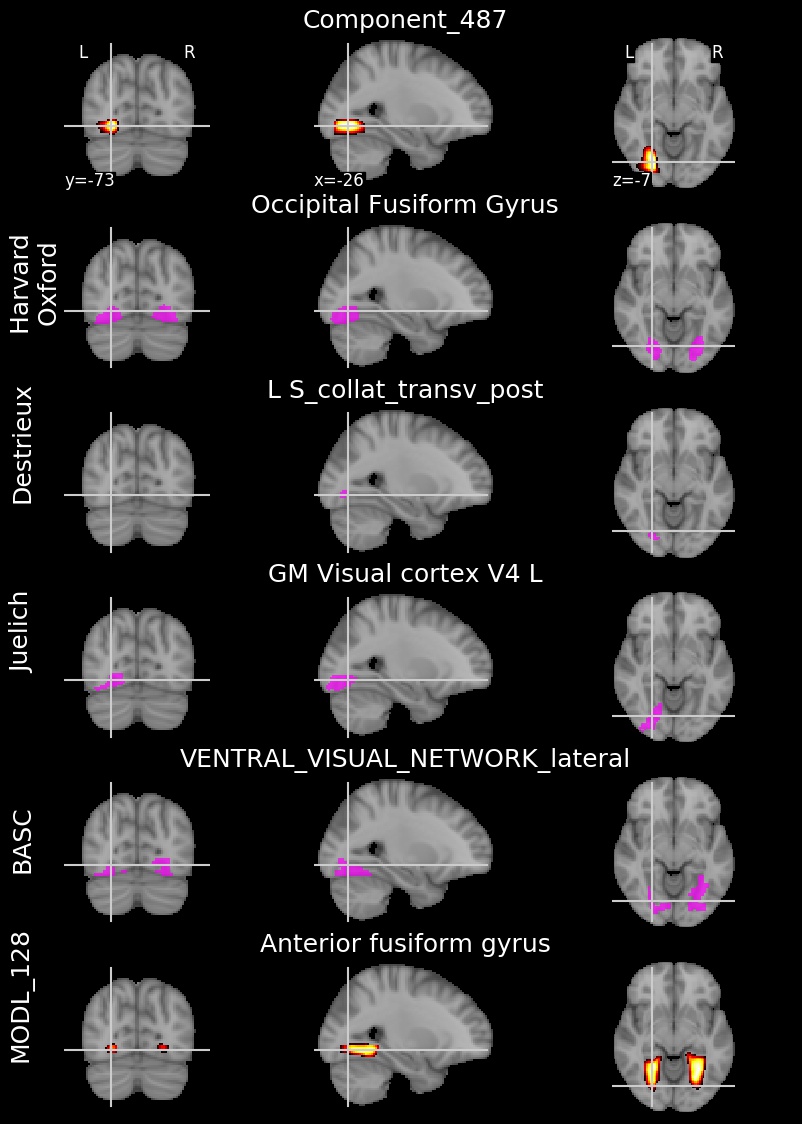 Component_487
L R
L R
y=-73
x=-26
z=-7
Occipital Fusiform Gyrus
Harvard
Oxford
L S_collat_transv_post
Destrieux
GM Visual cortex V4 L
Juelich
VENTRAL_VISUAL_NETWORK_lateral
BASC
Anterior fusiform gyrus
MODL_128